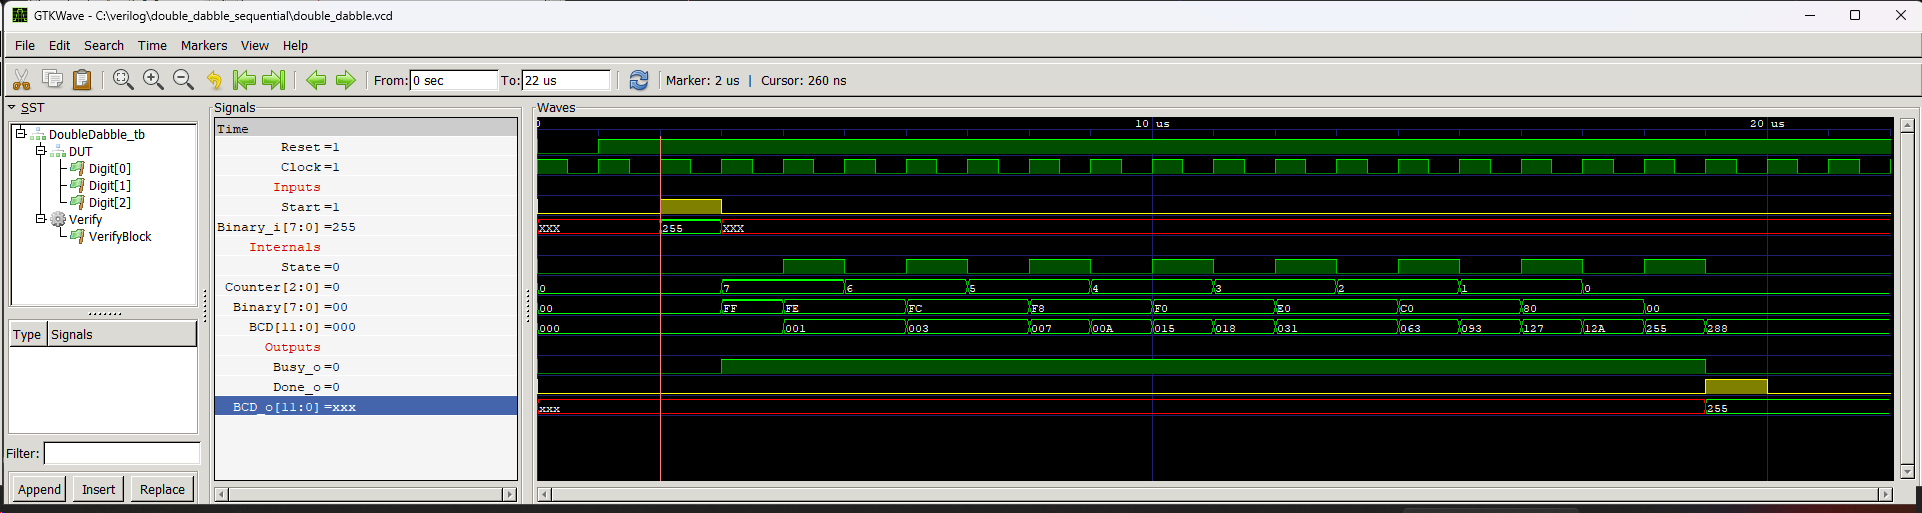 GTKWave - C:\verilog\double_dabble_sequential\double_dabble.vcd
File Edit Search Time Markers View Help
From: 0 sec To: 22 us Marker: 2 us | Cursor: 260 ns
SST
DoubleDabble_tb
DUT
Digit[0]
Digit[1]
Digit[2]
Verify
VerifyBlock
Type Signals
Filter:
Append Insert Replace
Signals
Time
Reset =1
Clock =1
Inputs
Start =1
Binary_i[7:0] =255
Internals
State =0
Counter[2:0] =0
Binary[7:0] =00
BCD[11:0] =000
Outputs
Busy_o =0
Done_o =0
BCD_o[11:0] =xxx
Waves
0 10 us 20 us
xxx 255 xxx
0 7 6 5 4 3 2 1 0
00 FF FE FC F8 F0 E0 C0 80 00
000 001 003 007 00A 015 018 031 063 093 127 12A 255 288
xxx 255